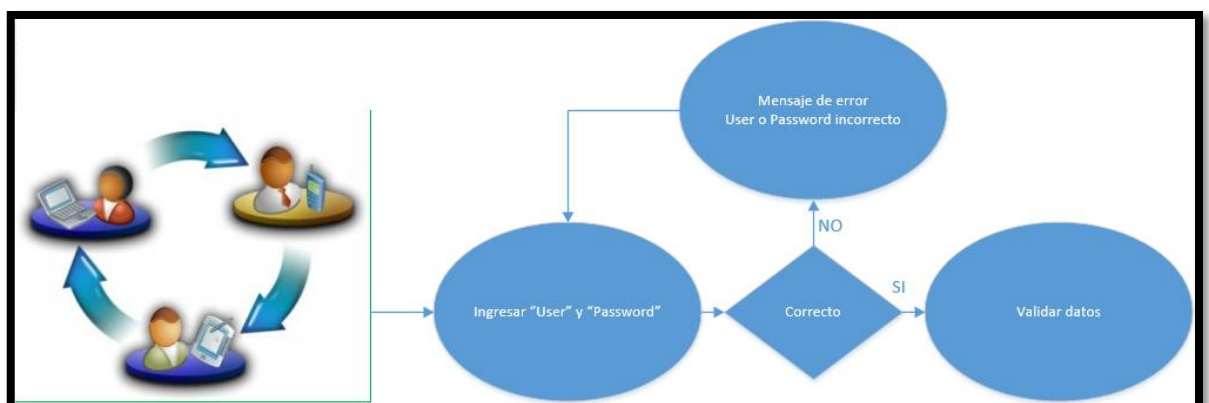 Mensaje de error
User o Password incorrecto
NO
Ingresar “User” y “Password”
Correcto
SI
Validar datos